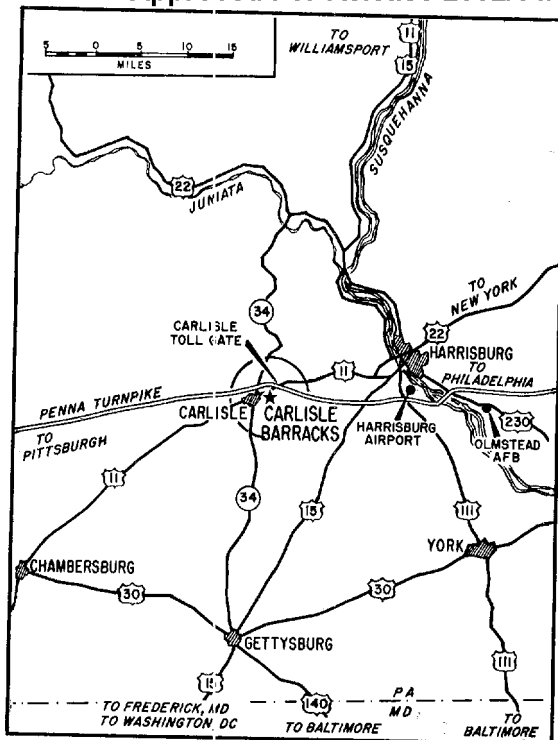 5 0 5 10 15
MILES
TO
WILLIAMSPORT
11
15
SUSQUEHANNA
22
JUNIATA
34
TO
NEW YORK
CARLISLE
TOLL GATE
22
HARRISBURG
11
TO
PHILADELPHIA
PENNA TURNPIKE
CARLISLE
CARLISLE
BARRACKS
HARRISBURG
AIRPORT
230
OLMSTEAD
AFB
TO
PITTSBURGH
11
34
15
111
YORK
CHAMBERSBURG
30
30
GETTYSBURG
15
111
140
PA
MD
TO FREDERICK, MD
TO WASHINGTON DC
TO BALTIMORE
TO
BALTIMORE